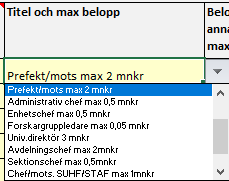 Titel och max belopp
Belo
anna
max
Prefekt/mots max 2 mnkr
Prefekt/mots max 2 mnkr
Administrativ chef max 0,5 mnkr
Enhetschef max 0,5 mnkr
Forskargruppledare max 0,05 mnkr
Univ.direktör 3 mnkr
Avdelningschef max 2mnkr
Sektionschef max 0,5mnkr
Chef/mots. SUHF/STAF max 1mnkr